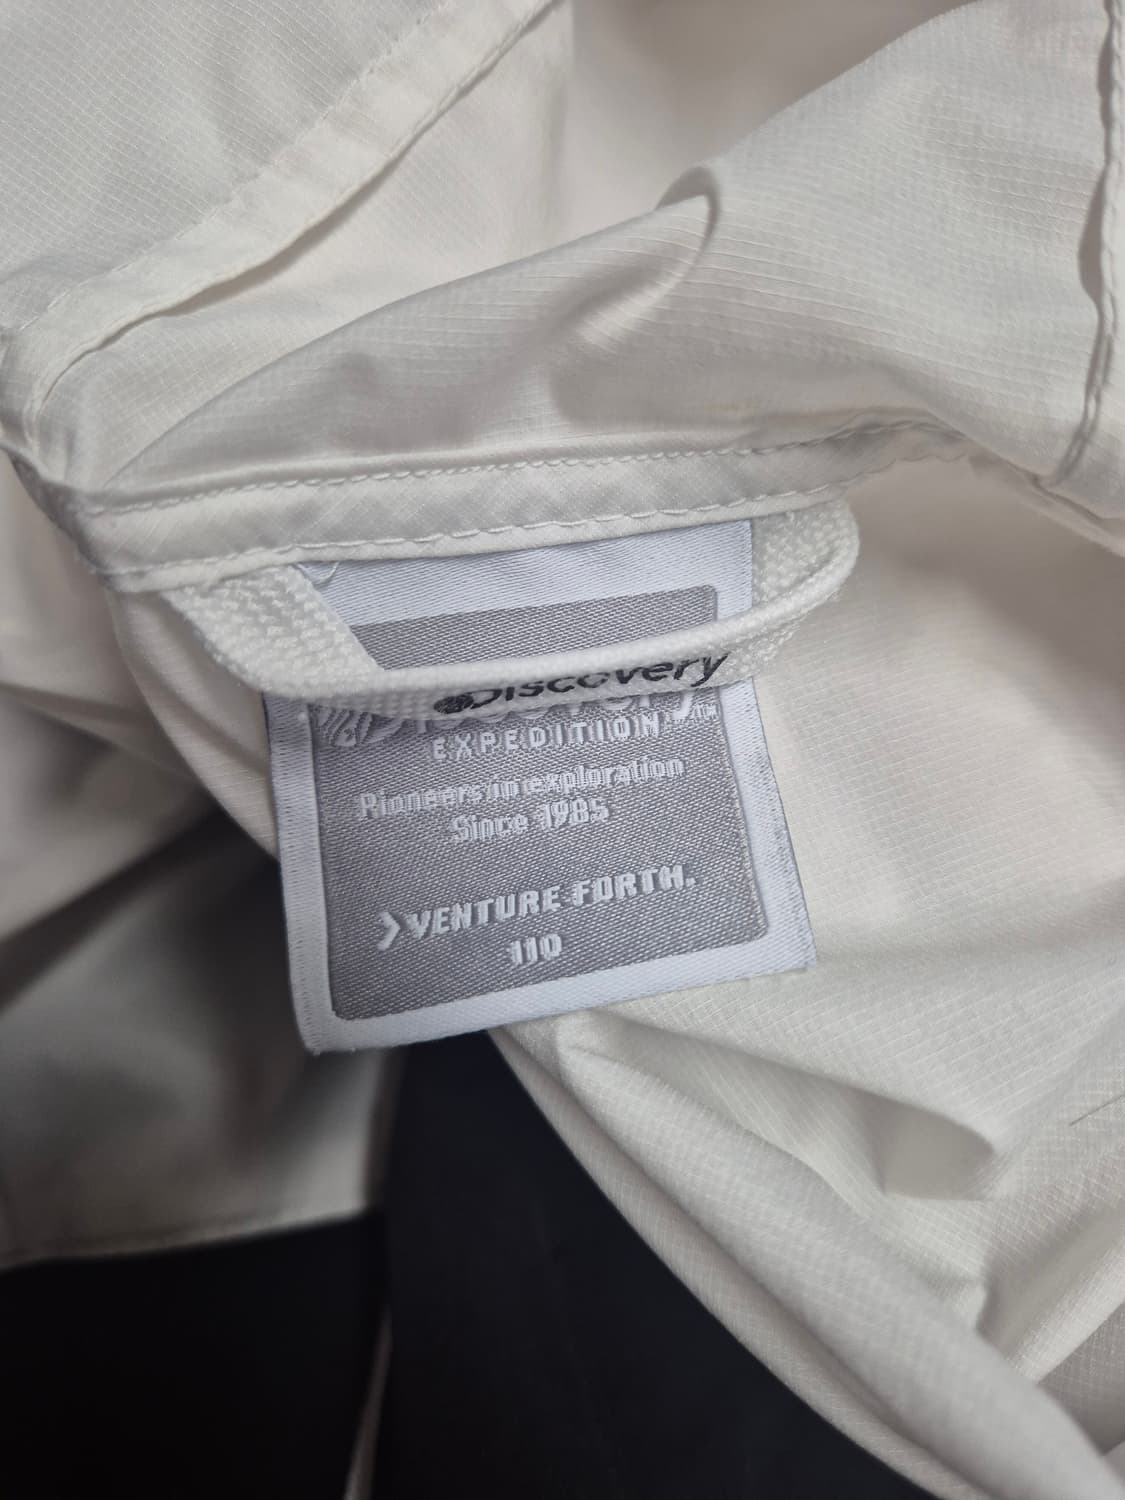 Discovery
EXPEDITION
Pioneers in exploration
Since 1985
VENTURE FORTH.
110